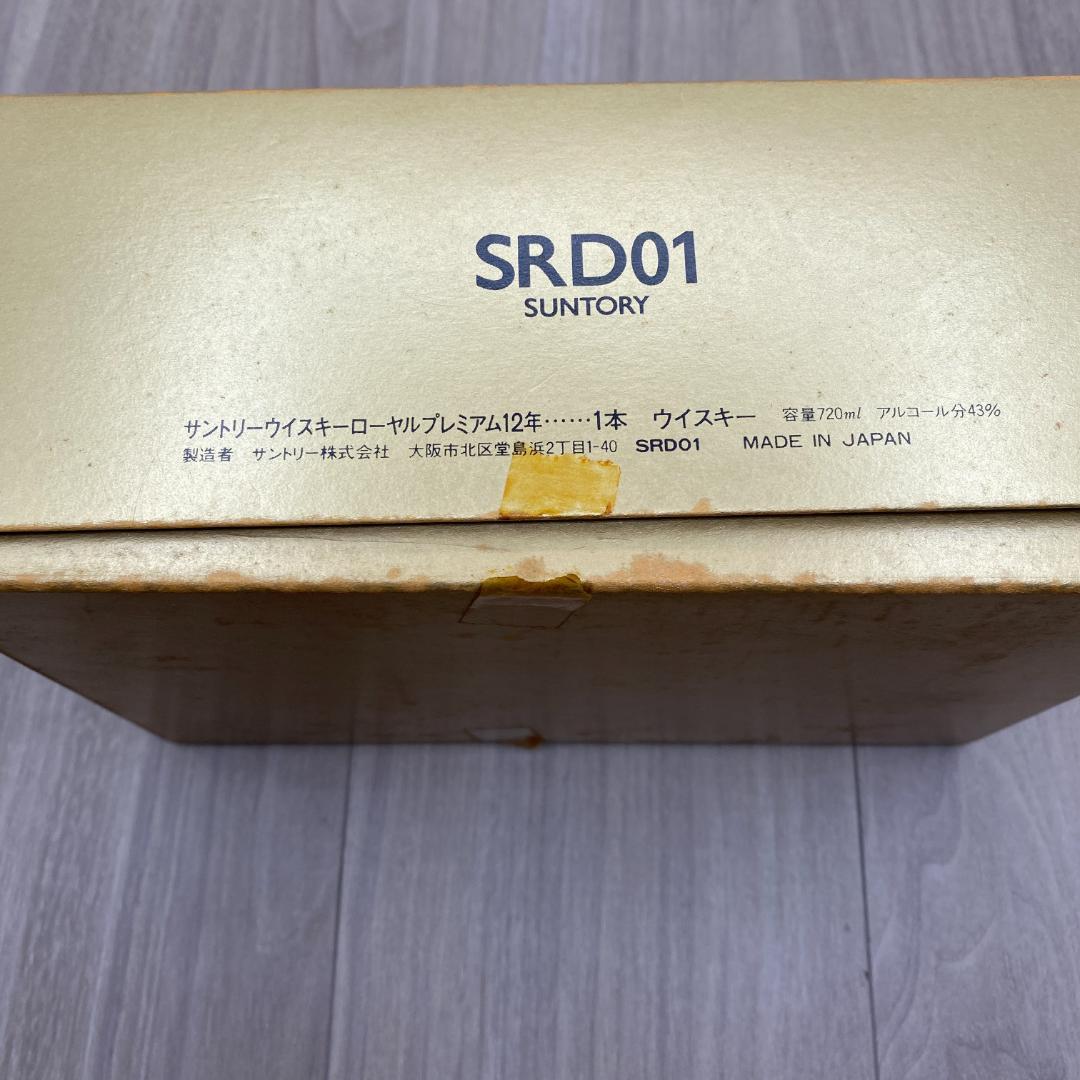 SRD01
SUNTORY
サントリーウイスキーローヤルプレミアム12年……1本 ウイスキー 容量720ml アルコール分43%
製造者 サントリー株式会社 大阪市北区堂島浜2丁目1-40 SRD01 MADE IN JAPAN